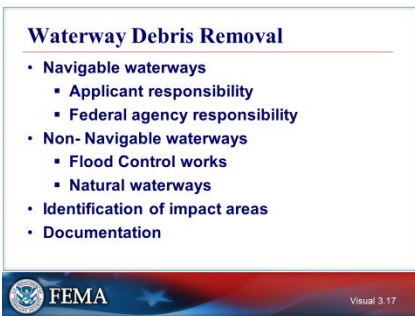 Waterway Debris Removal
• Navigable waterways
▪ Applicant responsibility
▪ Federal agency responsibility
• Non- Navigable waterways
▪ Flood Control works
▪ Natural waterways
• Identification of impact areas
• Documentation
FEMA
Visual 3.17